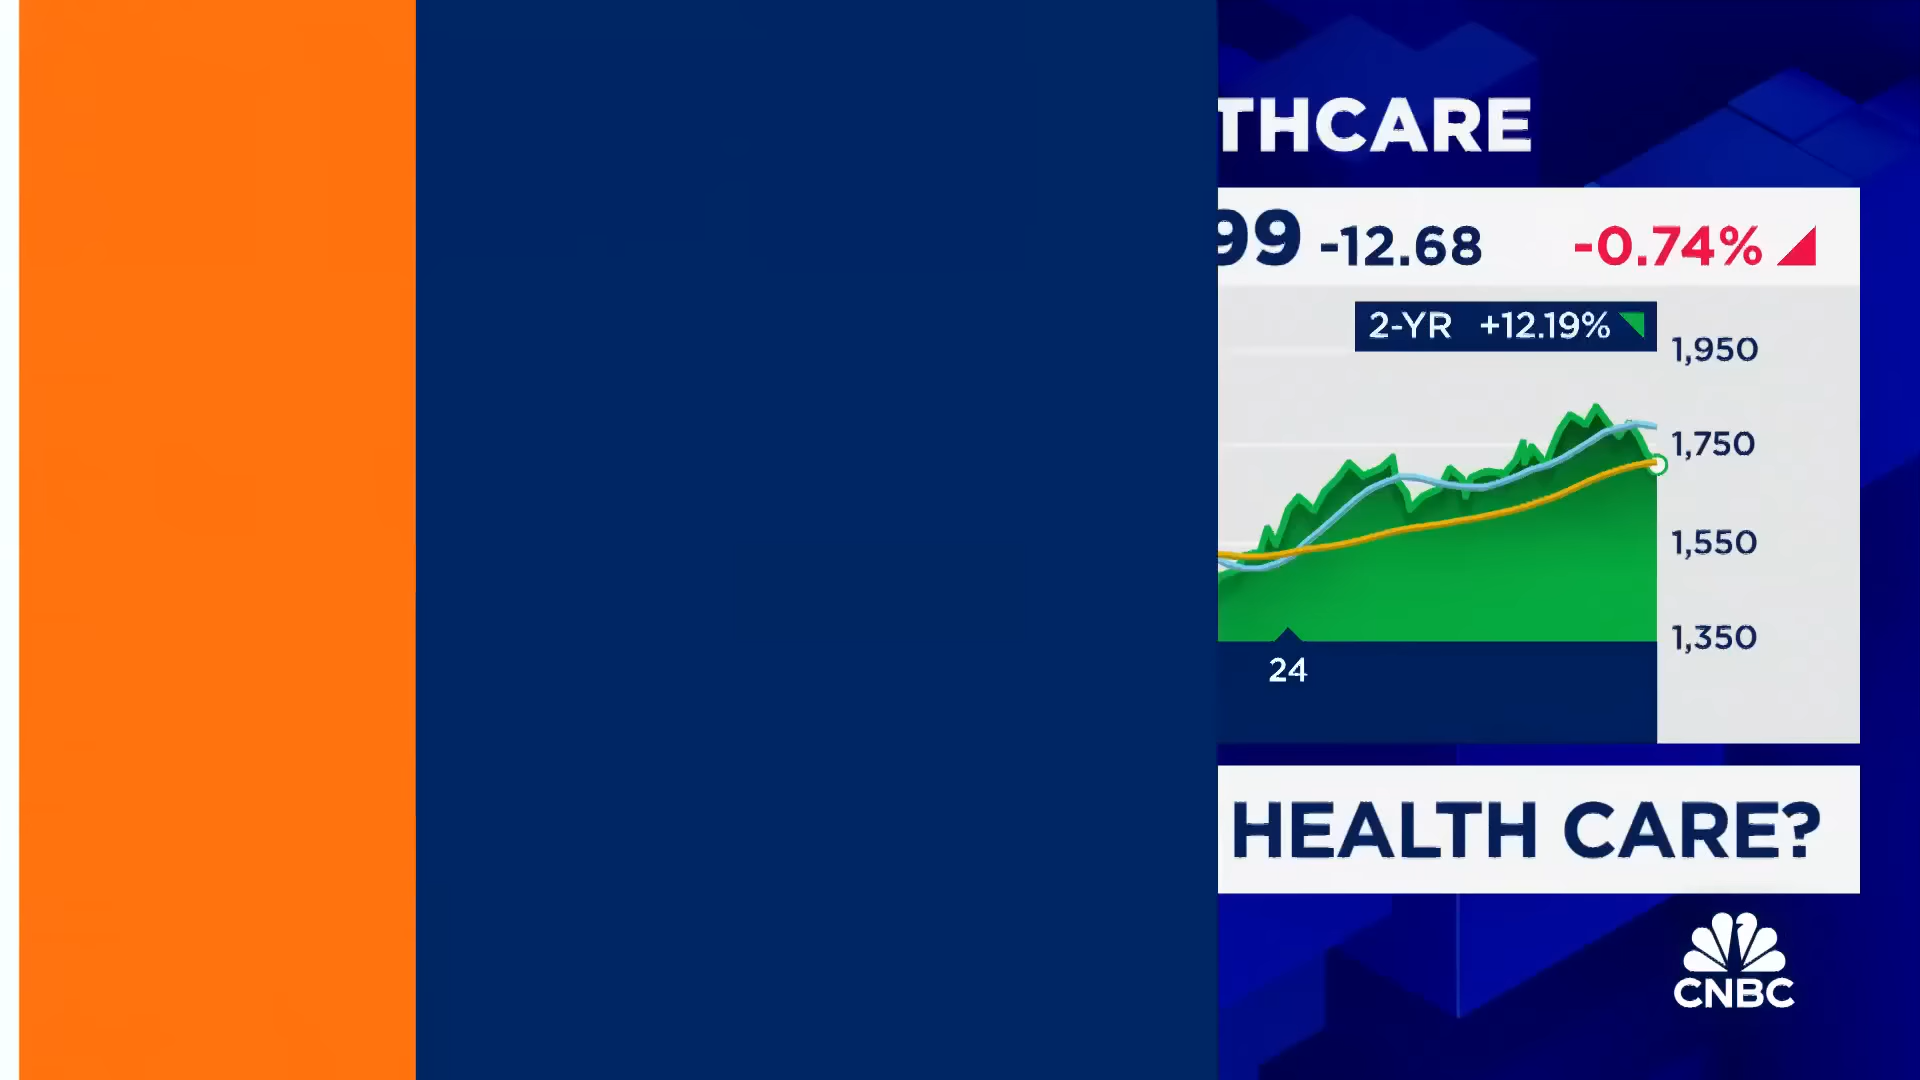 THCARE
99 -12.68 -0.74%
2-YR +12.19%
1,950
1,750
1,550
1,350
24
HEALTH CARE?
CNBC